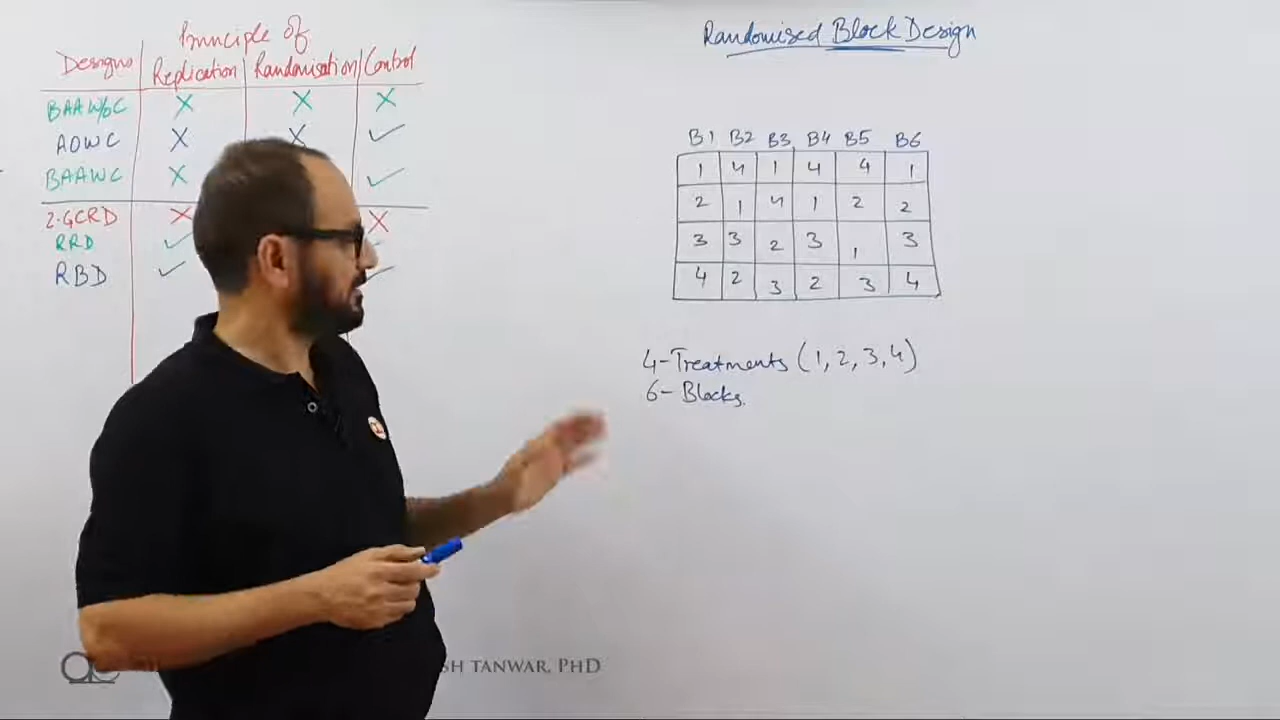 Principle of
Designs Replication Randomisation Control
BAAW/oC X X X
AOWC X X ✓
BAAWC X ✓
2-GCRD X X
RRD ✓
RBD ✓ ✓
Randomised Block Design
B1 B2 B3 B4 B5 B6
1 4 1 4 4 1
2 1 4 1 2 2
3 3 2 3 1 3
4 2 3 2 3 4
4-Treatments (1, 2, 3, 4)
6- Blocks.
SH TANWAR, PHD